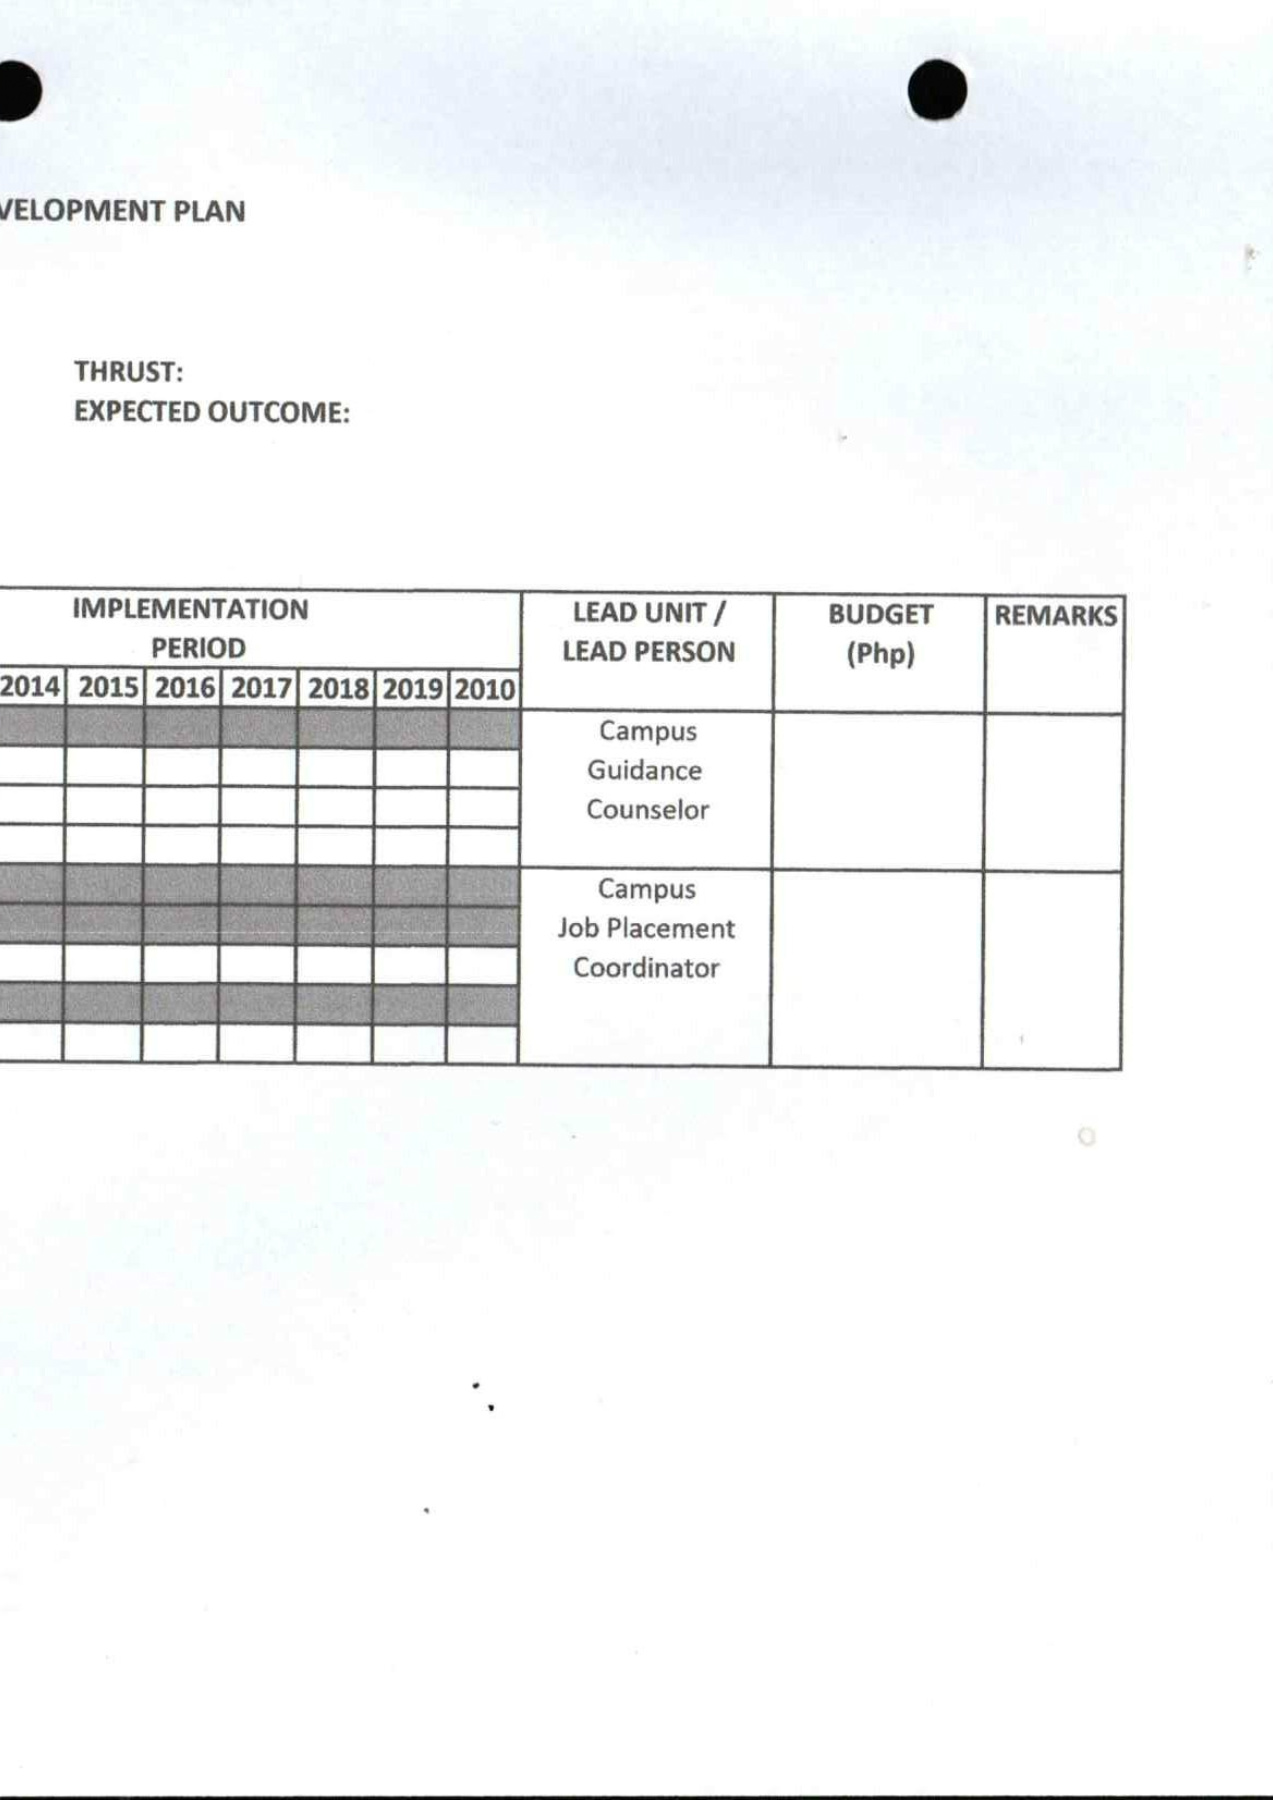 VELOPMENT PLAN
THRUST:
EXPECTED OUTCOME:
IMPLEMENTATION
PERIOD
LEAD UNIT /
LEAD PERSON
BUDGET
(Php)
REMARKS
2014 2015 2016 2017 2018 2019 2010
Campus
Guidance
Counselor
Campus
Job Placement
Coordinator